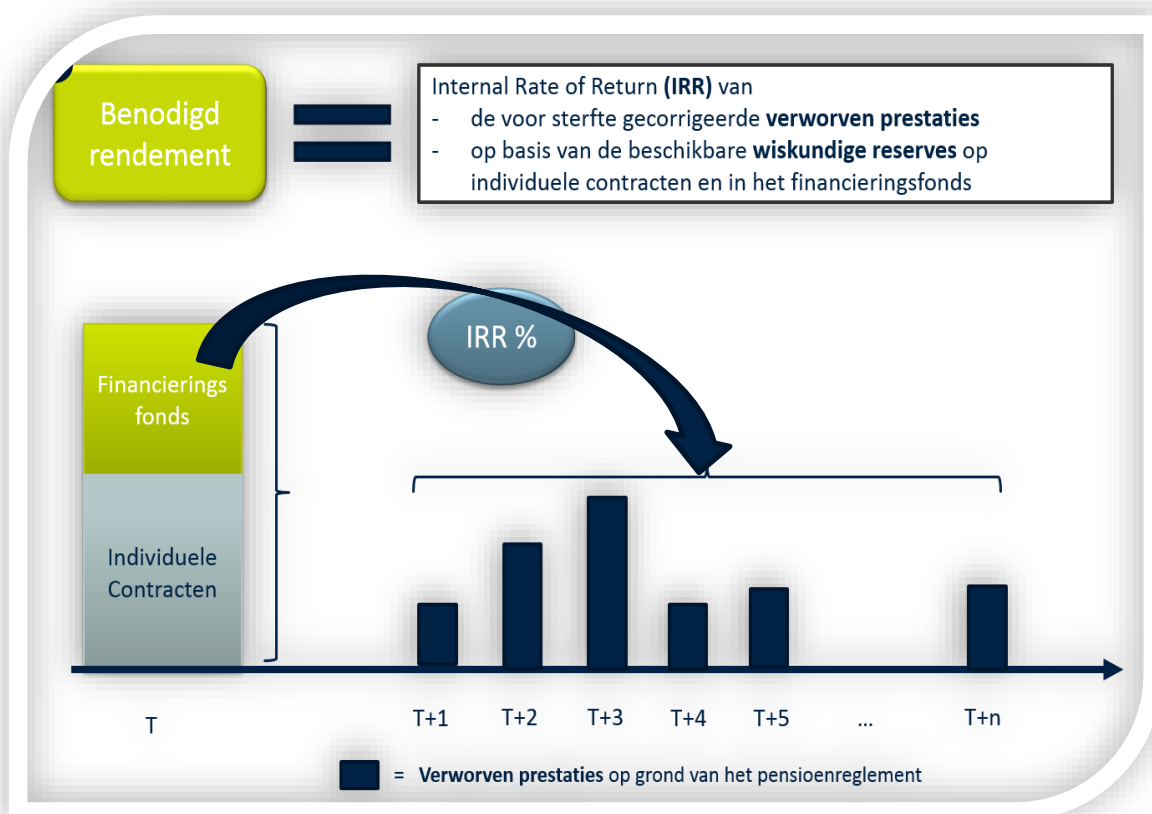 Benodigd
rendement
Internal Rate of Return (IRR) van
- de voor sterfte gecorrigeerde verworven prestaties
- op basis van de beschikbare wiskundige reserves op
individuele contracten en in het financieringsfonds
IRR %
Financierings
fonds
Individuele
Contracten
T T+1 T+2 T+3 T+4 T+5 ... T+n
= Verworven prestaties op grond van het pensioenreglement